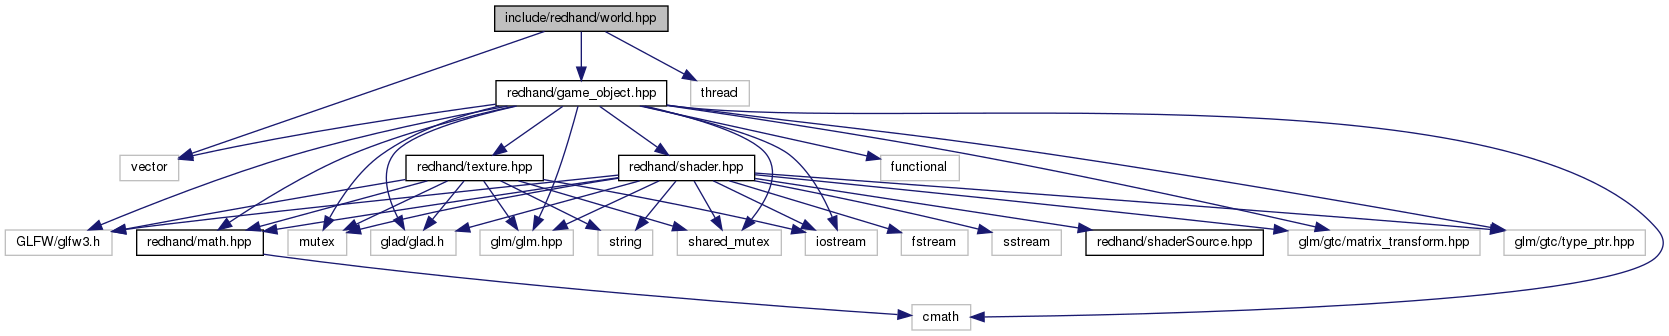 include/redhand/world.hpp
redhand/game_object.hpp
thread
vector
redhand/texture.hpp
redhand/shader.hpp
functional
GLFW/glfw3.h
redhand/math.hpp
mutex
glad/glad.h
glm/glm.hpp
string
shared_mutex
iostream
fstream
sstream
redhand/shaderSource.hpp
glm/gtc/matrix_transform.hpp
glm/gtc/type_ptr.hpp
cmath